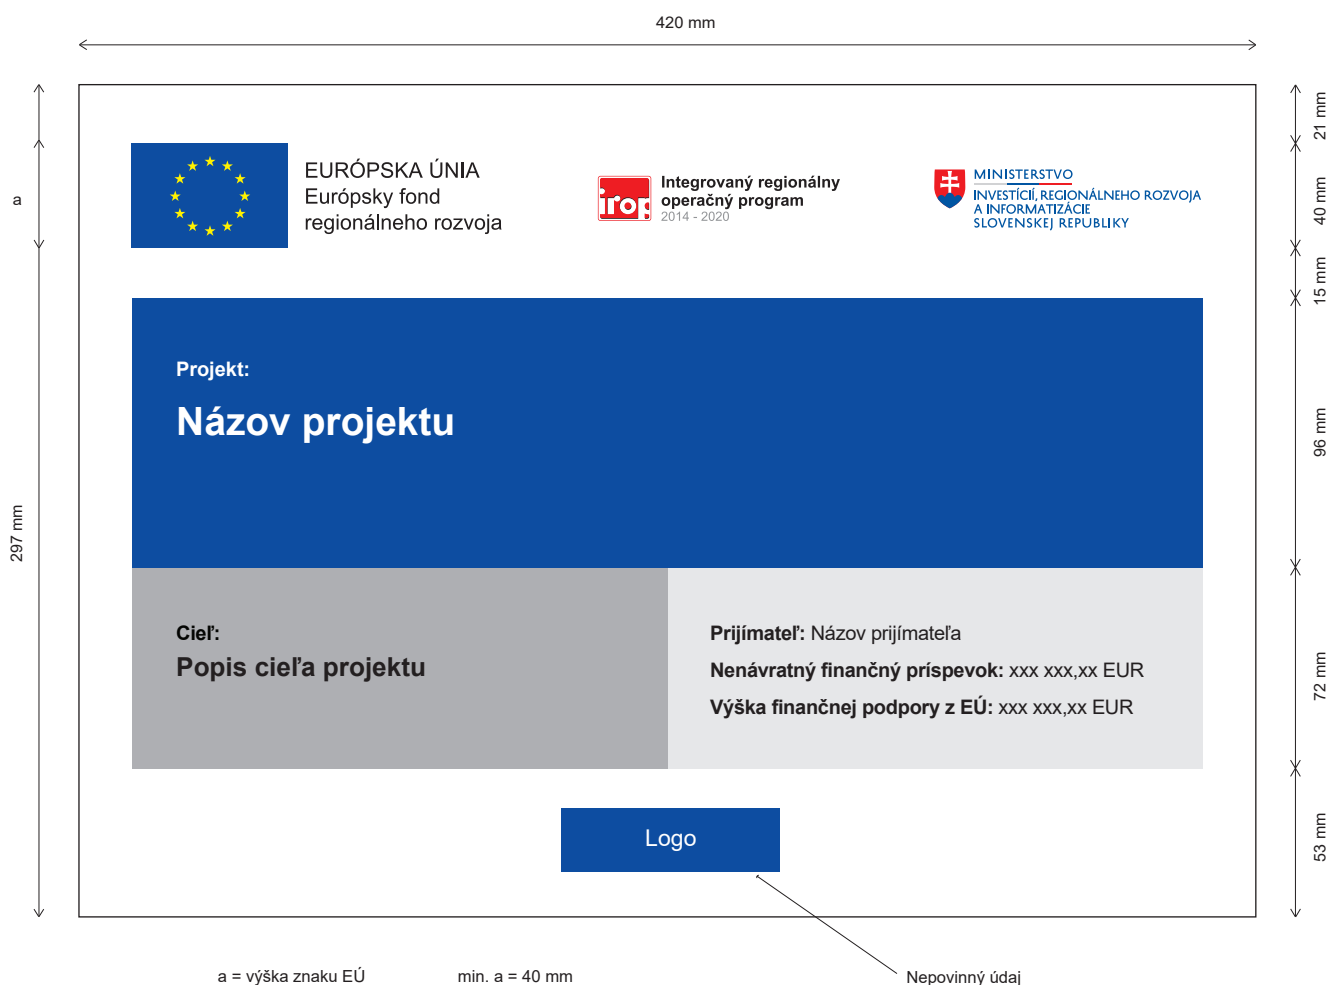 420 mm
21 mm
a
40 mm
EURÓPSKA ÚNIA
Európsky fond
regionálneho rozvoja
irop
Integrovaný regionálny
operačný program
2014 - 2020
MINISTERSTVO
INVESTÍCIÍ, REGIONÁLNEHO ROZVOJA
A INFORMATIZÁCIE
SLOVENSKEJ REPUBLIKY
15 mm
Projekt:
Názov projektu
96 mm
297 mm
Cieľ:
Popis cieľa projektu
Prijímateľ: Názov prijímateľa
Nenávratný finančný príspevok: xxx xxx,xx EUR
Výška finančnej podpory z EÚ: xxx xxx,xx EUR
72 mm
Logo
53 mm
a = výška znaku EÚ
min. a = 40 mm
Nepovinný údaj